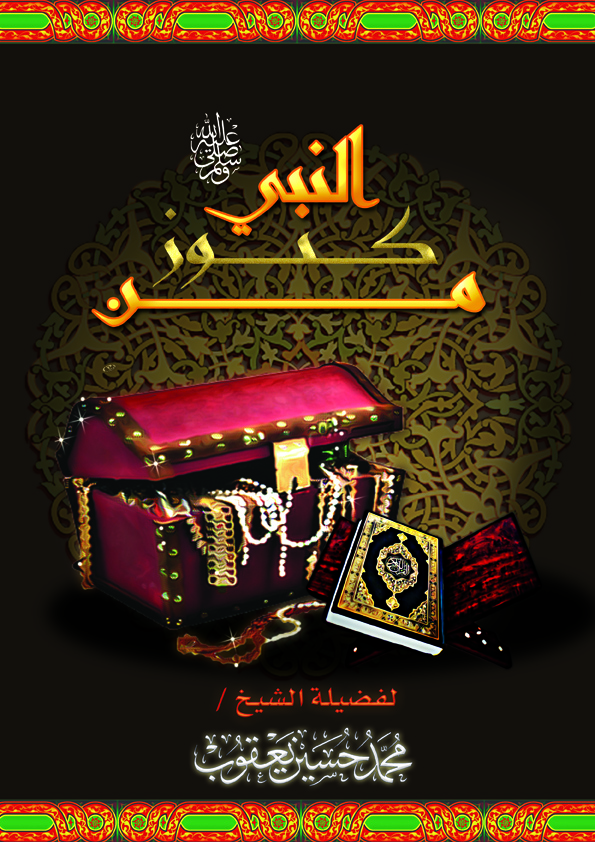 من
كنوز
النبي صلى الله عليه وسلم
لفضيلة الشيخ /
محمد حسين يعقوب